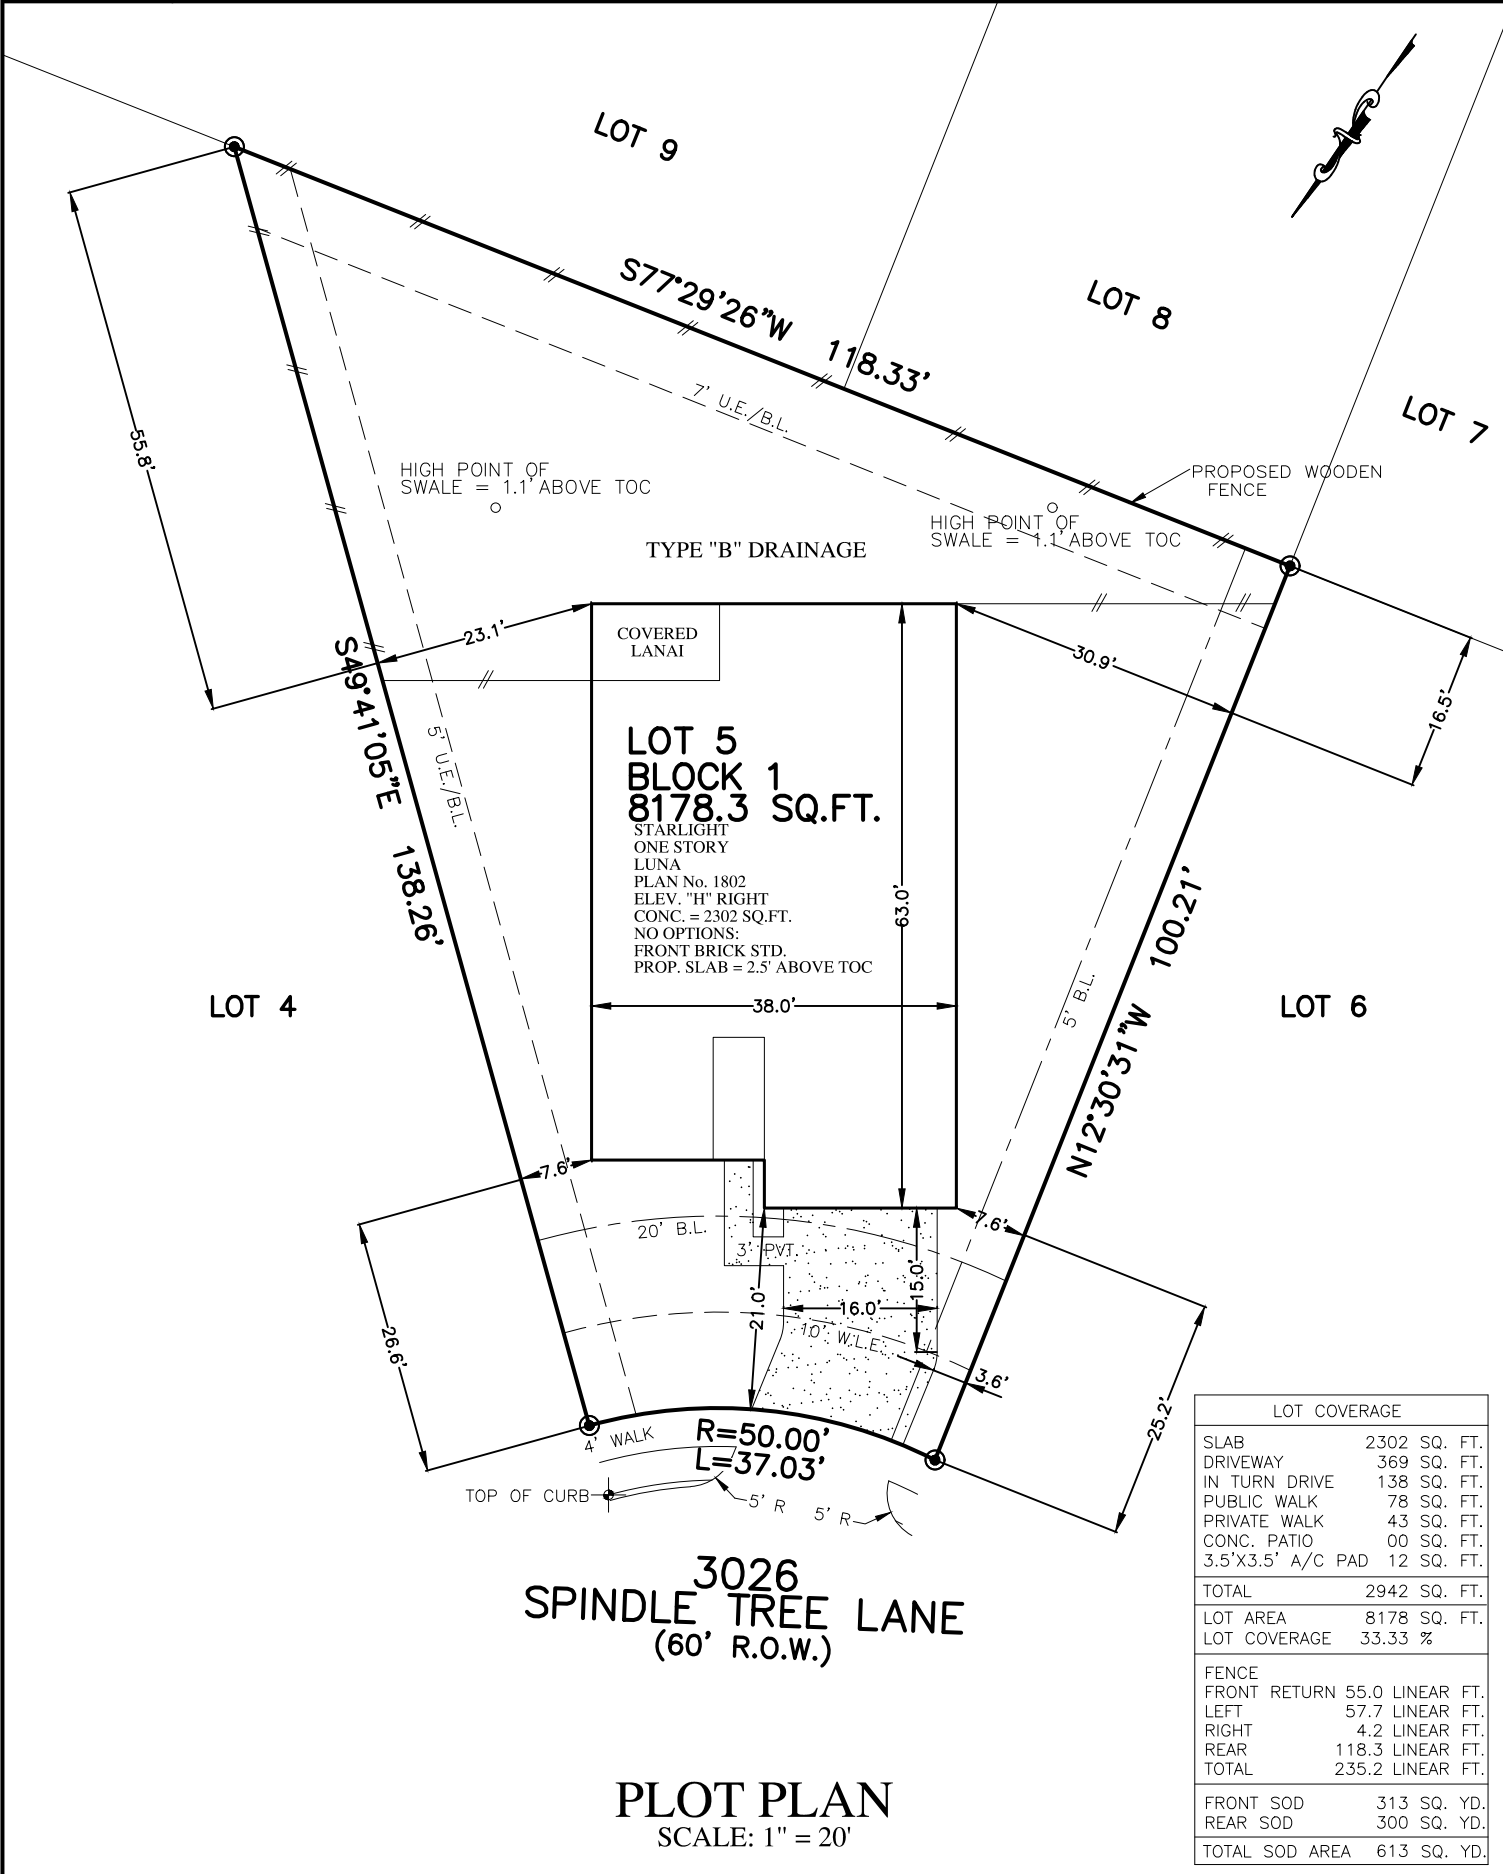 LOT 9
LOT 8
LOT 7
S77°29'26"W 118.33'
7' U.E./B.L.
55.8'
HIGH POINT OF
SWALE = 1.1' ABOVE TOC
PROPOSED WOODEN
FENCE
HIGH POINT OF
SWALE = 1.1' ABOVE TOC
TYPE "B" DRAINAGE
23.1'
COVERED
LANAI
30.9'
16.5'
S49°41'05"E 138.26'
5' U.E./B.L.
LOT 5
BLOCK 1
8178.3 SQ.FT.
STARLIGHT
ONE STORY
LUNA
PLAN No. 1802
ELEV. "H" RIGHT
CONC. = 2302 SQ.FT.
NO OPTIONS:
FRONT BRICK STD.
PROP. SLAB = 2.5' ABOVE TOC
63.0'
38.0'
N12°30'31"W 100.21'
5' B.L.
LOT 4
LOT 6
7.6'
7.6'
20' B.L.
3' PVT.
21.0'
16.0'
15.0'
10' W.L.E.
3.6'
26.6'
25.2'
4' WALK
R=50.00'
L=37.03'
TOP OF CURB
5' R
5' R
3026
SPINDLE TREE LANE
(60' R.O.W.)
PLOT PLAN
SCALE: 1" = 20'
LOT COVERAGE
SLAB 2302 SQ. FT.
DRIVEWAY 369 SQ. FT.
IN TURN DRIVE 138 SQ. FT.
PUBLIC WALK 78 SQ. FT.
PRIVATE WALK 43 SQ. FT.
CONC. PATIO 00 SQ. FT.
3.5'X3.5' A/C PAD 12 SQ. FT.
TOTAL 2942 SQ. FT.
LOT AREA 8178 SQ. FT.
LOT COVERAGE 33.33 %
FENCE
FRONT RETURN 55.0 LINEAR FT.
LEFT 57.7 LINEAR FT.
RIGHT 4.2 LINEAR FT.
REAR 118.3 LINEAR FT.
TOTAL 235.2 LINEAR FT.
FRONT SOD 313 SQ. YD.
REAR SOD 300 SQ. YD.
TOTAL SOD AREA 613 SQ. YD.